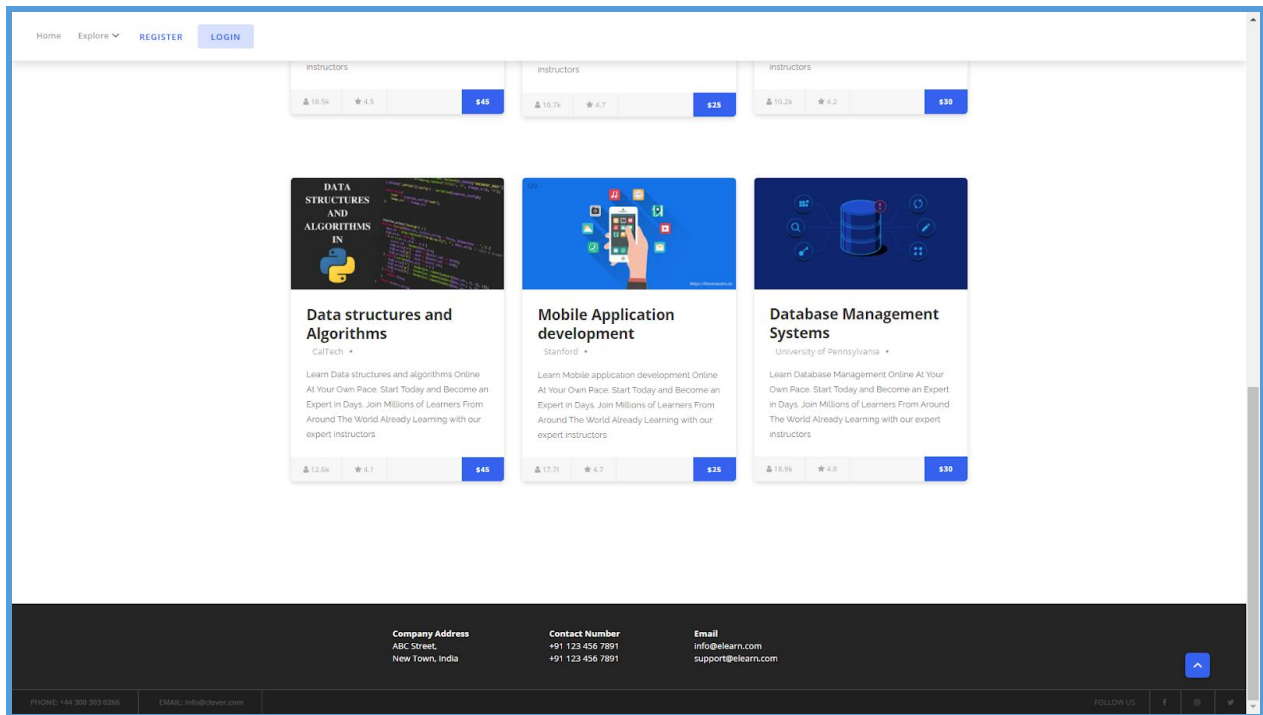 Home Explore REGISTER LOGIN
instructors
instructors
instructors
18.5k 4.5 $45
10.7k 4.7 $25
10.2k 4.2 $30
DATA
STRUCTURES
AND
ALGORITHMS
IN
Data structures and
Algorithms
CalTech •
Learn Data structures and algorithms Online
At Your Own Pace. Start Today and Become an
Expert in Days. Join Millions of Learners From
Around The World Already Learning with our
expert instructors
12.6k 4.1 $45
Mobile Application
development
Stanford •
Learn Mobile application development Online
At Your Own Pace. Start Today and Become an
Expert in Days. Join Millions of Learners From
Around The World Already Learning with our
expert instructors
4.7 $25
Database Management
Systems
University of Pennsylvania •
Learn Database Management Online At Your
Own Pace. Start Today and Become an Expert
in Days. Join Millions of Learners From Around
The World Already Learning with our expert
instructors
18.9k 4.8 $30
Company Address
ABC Street,
New Town, India
Contact Number
+91 123 456 7891
+91 123 456 7891
Email
info@elearn.com
support@elearn.com
PHONE: +44 300 303 0266 EMAIL: info@clever.com FOLLOW US